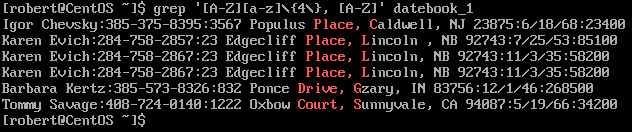 [robert@CentOS ~]$ grep '[A-Z][a-z]\{4\}, [A-Z]' datebook_1
Igor Chevsky:385-375-8395:3567 Populus Place, Caldwell, NJ 23875:6/18/68:23400
Karen Evich:284-758-2857:23 Edgecliff Place, Lincoln , NB 92743:7/25/53:85100
Karen Evich:284-758-2867:23 Edgecliff Place, Lincoln, NB 92743:11/3/35:58200
Karen Evich:284-758-2867:23 Edgecliff Place, Lincoln, NB 92743:11/3/35:58200
Barbara Kertz:385-573-8326:832 Ponce Drive, Gzary, IN 83756:12/1/46:268500
Tommy Savage:408-724-0140:1222 Oxbow Court, Sunnyvale, CA 94087:5/19/66:34200
[robert@CentOS ~]$